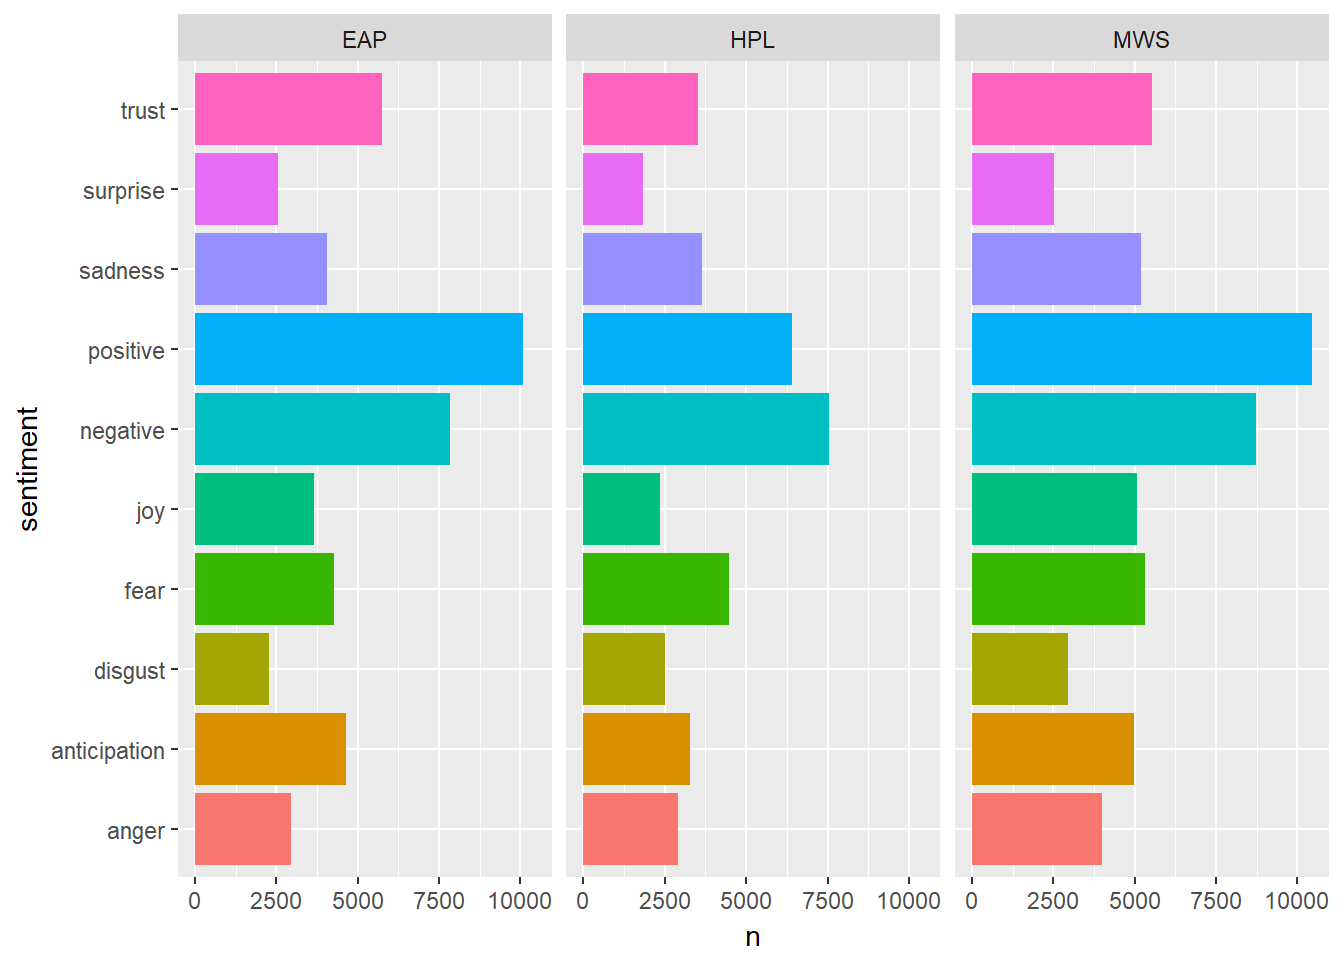 EAP HPL MWS
trust
surprise
sadness
positive
negative
joy
fear
disgust
anticipation
anger
sentiment
0 2500 5000 7500 10000 0 2500 5000 7500 10000 0 2500 5000 7500 10000
n